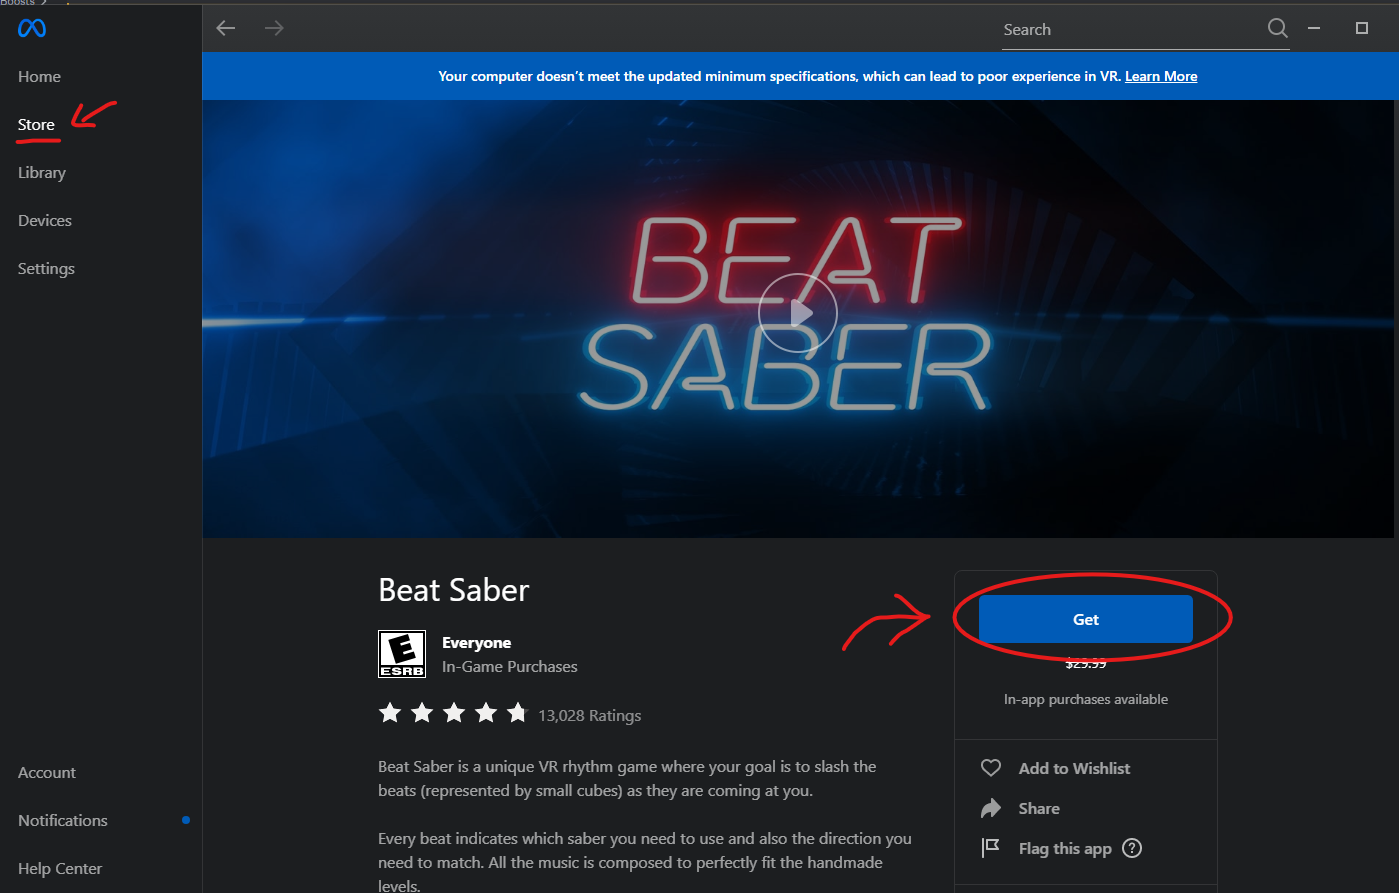 Boosts
Search
Your computer doesn't meet the updated minimum specifications, which can lead to poor experience in VR. Learn More
Home
Store
Library
Devices
Settings
BEAT
SABER
Beat Saber
Get
$29.99
In-app purchases available
E
ESRB
Everyone
In-Game Purchases
13,028 Ratings
Beat Saber is a unique VR rhythm game where your goal is to slash the
beats (represented by small cubes) as they are coming at you.
Every beat indicates which saber you need to use and also the direction you
need to match. All the music is composed to perfectly fit the handmade
levels.
Add to Wishlist
Share
Flag this app ?
Account
Notifications
Help Center